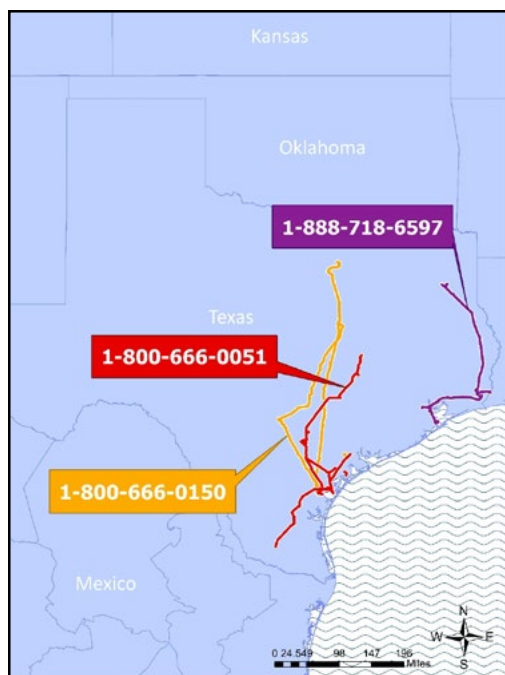 Kansas
Oklahoma
1-888-718-6597
Texas
1-800-666-0051
1-800-666-0150
Mexico
N
W E
S
0 24.549 98 147 196
Miles